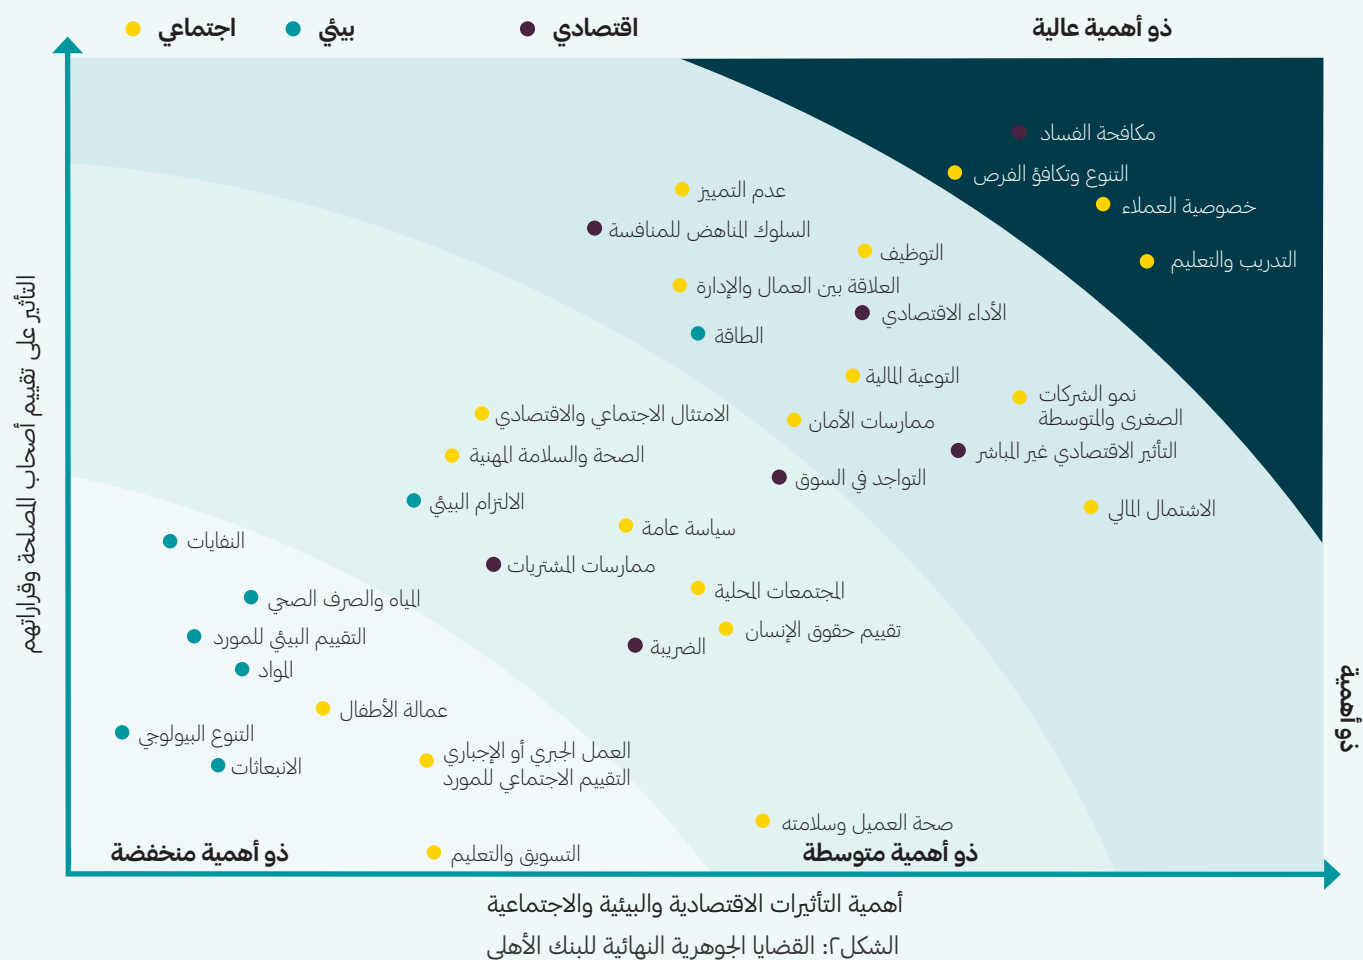 اجتماعي
بيئي
اقتصادي
ذو أهمية عالية
مكافحة الفساد
التنوع وتكافؤ الفرص
خصوصية العملاء
التدريب والتعليم
عدم التمييز
السلوك المناهض للمنافسة
التوظيف
العلاقة بين العمال والإدارة
الأداء الاقتصادي
الطاقة
التوعية المالية
نمو الشركات
الصغرى والمتوسطة
الامتثال الاجتماعي والاقتصادي
ممارسات الأمان
التأثير الاقتصادي غير المباشر
الصحة والسلامة المهنية
التواجد في السوق
الالتزام البيئي
الاشتمال المالي
سياسة عامة
النفايات
ممارسات المشتريات
المجتمعات المحلية
المياه والصرف الصحي
تقييم حقوق الإنسان
التقييم البيئي للمورد
الضريبة
المواد
عمالة الأطفال
التنوع البيولوجي
العمل الجبري أو الإجباري
التقييم الاجتماعي للمورد
الانبعاثات
صحة العميل وسلامته
التسويق والتعليم
ذو أهمية منخفضة
ذو أهمية متوسطة
ذو أهمية
التأثير على تقييم أصحاب المصلحة وقراراتهم
أهمية التأثيرات الاقتصادية والبيئية والاجتماعية
الشكل٢: القضايا الجوهرية النهائية للبنك الأهلي